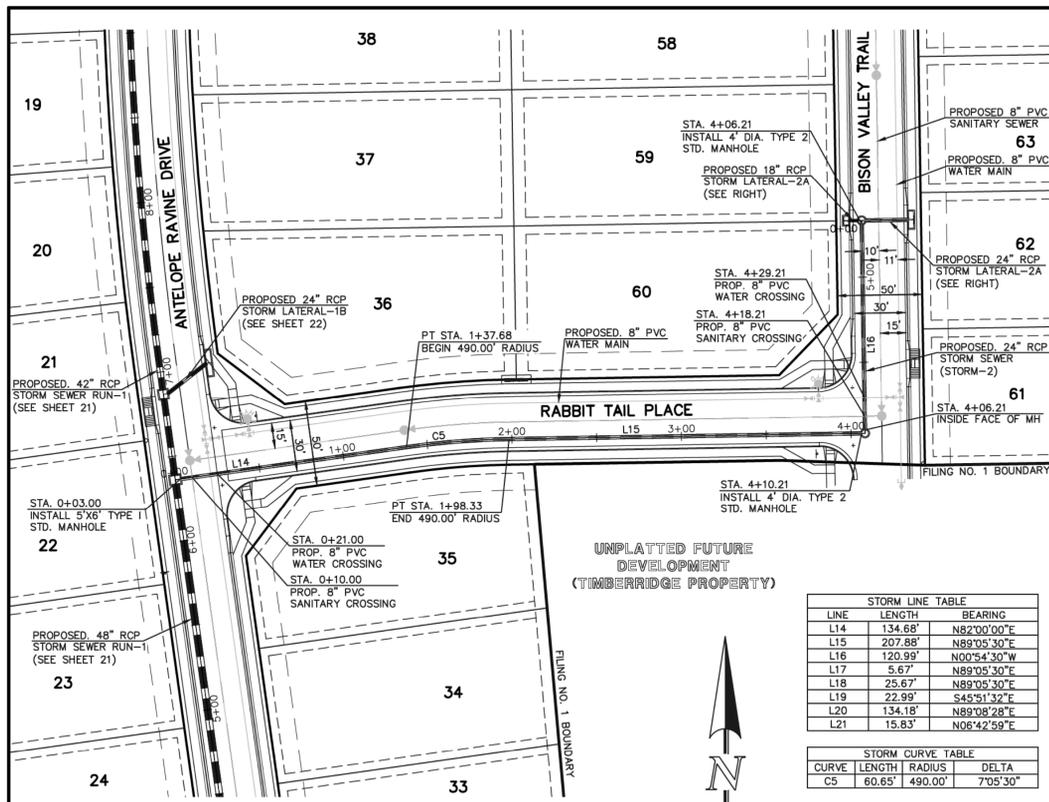 38
58
19
37
59
BISON VALLEY TRAIL
STA. 4+06.21
INSTALL 4' DIA. TYPE 2
STD. MANHOLE
PROPOSED 18" RCP
STORM LATERAL-2A
(SEE RIGHT)
PROPOSED 8" PVC
SANITARY SEWER
63
PROPOSED. 8" PVC
WATER MAIN
8+00
ANTELOPE RAVINE DRIVE
20
36
60
62
0+00
10'
11'
5+00
50'
30'
15'
L16
PROPOSED 24" RCP
STORM LATERAL-2A
(SEE RIGHT)
STA. 4+29.21
PROP. 8" PVC
WATER CROSSING
STA. 4+18.21
PROP. 8" PVC
SANITARY CROSSING
PROPOSED 24" RCP
STORM LATERAL-1B
(SEE SHEET 22)
PT STA. 1+37.68
BEGIN 490.00' RADIUS
PROPOSED. 8" PVC
WATER MAIN
PROPOSED. 24" RCP
STORM SEWER
(STORM-2)
21
7+00
61
PROPOSED. 42" RCP
STORM SEWER RUN-1
(SEE SHEET 21)
STA. 4+06.21
INSIDE FACE OF MH
RABBIT TAIL PLACE
15'
30'
50'
0+00
L14
1+00
C5
2+00
L15
3+00
4+00
FILING NO. 1 BOUNDARY
STA. 0+03.00
INSTALL 5'X6' TYPE I
STD. MANHOLE
PT STA. 1+98.33
END 490.00' RADIUS
STA. 4+10.21
INSTALL 4' DIA. TYPE 2
STD. MANHOLE
22
6+00
STA. 0+21.00
PROP. 8" PVC
WATER CROSSING
STA. 0+10.00
PROP. 8" PVC
SANITARY CROSSING
35
UNPLATTED FUTURE
DEVELOPMENT
(TIMBERRIDGE PROPERTY)
PROPOSED. 48" RCP
STORM SEWER RUN-1
(SEE SHEET 21)
23
5+00
34
FILING NO. 1 BOUNDARY
24
33
N
STORM LINE TABLE
LINE LENGTH BEARING
L14 134.68' N82°00'00"E
L15 207.88' N89°05'30"E
L16 120.99' N00°54'30"W
L17 5.67' N89°05'30"E
L18 25.67' N89°05'30"E
L19 22.99' S45°51'32"E
L20 134.18' N89°08'28"E
L21 15.83' N06°42'59"E
STORM CURVE TABLE
CURVE LENGTH RADIUS DELTA
C5 60.65' 490.00' 7°05'30"